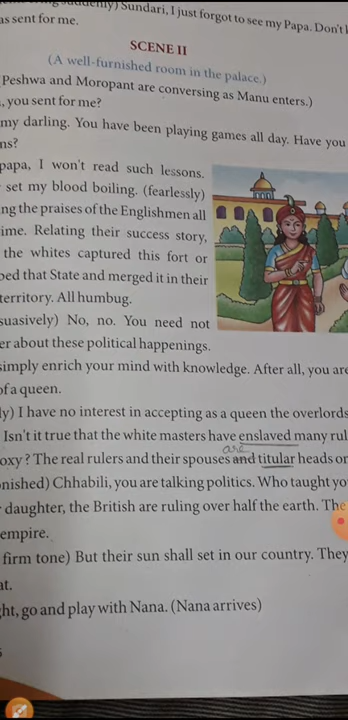 suddenly) Sundari, I just forgot to see my Papa. Don't
as sent for me.
SCENE II
(A well-furnished room in the palace.)
Peshwa and Moropant are conversing as Manu enters.)
, you sent for me?
my darling. You have been playing games all day. Have you
ns?
papa, I won't read such lessons.
set my blood boiling. (fearlessly)
ng the praises of the Englishmen all
ime. Relating their success story,
the whites captured this fort or
bed that State and merged it in their
territory. All humbug.
suasively) No, no. You need not
er about these political happenings.
simply enrich your mind with knowledge. After all, you are
of a queen.
ly) I have no interest in accepting as a queen the overlords
Isn't it true that the white masters have enslaved many rul
are
oxy? The real rulers and their spouses and titular heads or
nished) Chhabili, you are talking politics. Who taught yo
daughter, the British are ruling over half the earth. The
empire.
firm tone) But their sun shall set in our country. They
at.
ht, go and play with Nana. (Nana arrives)